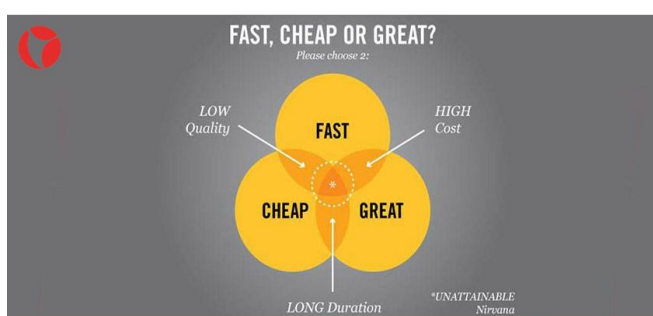 FAST, CHEAP OR GREAT?
Please choose 2:
LOW
Quality
HIGH
Cost
FAST
*
CHEAP
GREAT
LONG Duration
*UNATTAINABLE
Nirvana